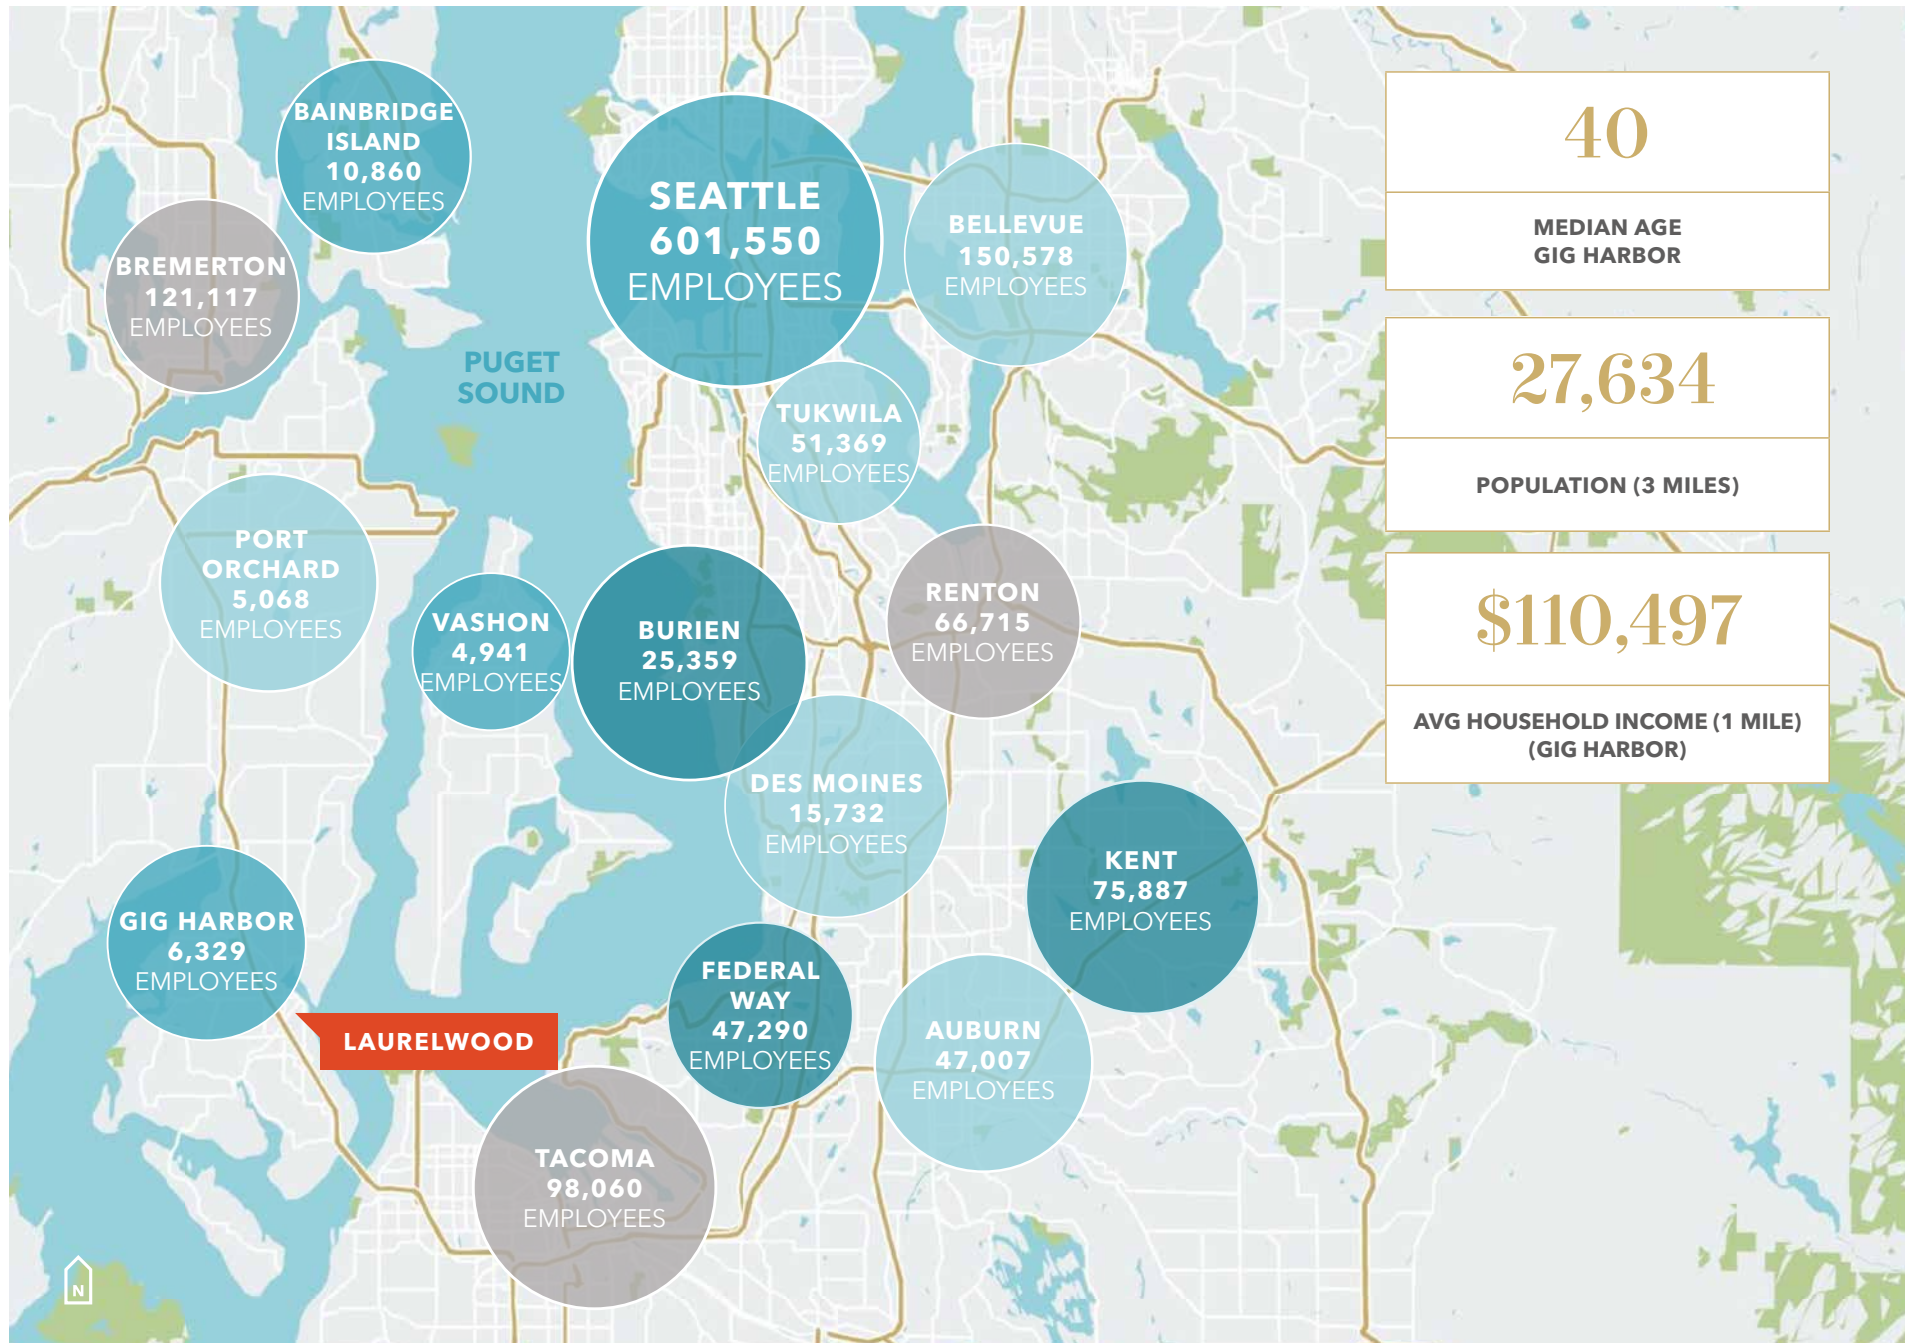 BAINBRIDGE
ISLAND
10,860
EMPLOYEES
BREMERTON
121,117
EMPLOYEES
SEATTLE
601,550
EMPLOYEES
BELLEVUE
150,578
EMPLOYEES
PUGET
SOUND
TUKWILA
51,369
EMPLOYEES
PORT
ORCHARD
5,068
EMPLOYEES
VASHON
4,941
EMPLOYEES
BURIEN
25,359
EMPLOYEES
RENTON
66,715
EMPLOYEES
DES MOINES
15,732
EMPLOYEES
KENT
75,887
EMPLOYEES
GIG HARBOR
6,329
EMPLOYEES
LAURELWOOD
FEDERAL
WAY
47,290
EMPLOYEES
AUBURN
47,007
EMPLOYEES
TACOMA
98,060
EMPLOYEES
N
40
MEDIAN AGE
GIG HARBOR
27,634
POPULATION (3 MILES)
$110,497
AVG HOUSEHOLD INCOME (1 MILE)
(GIG HARBOR)